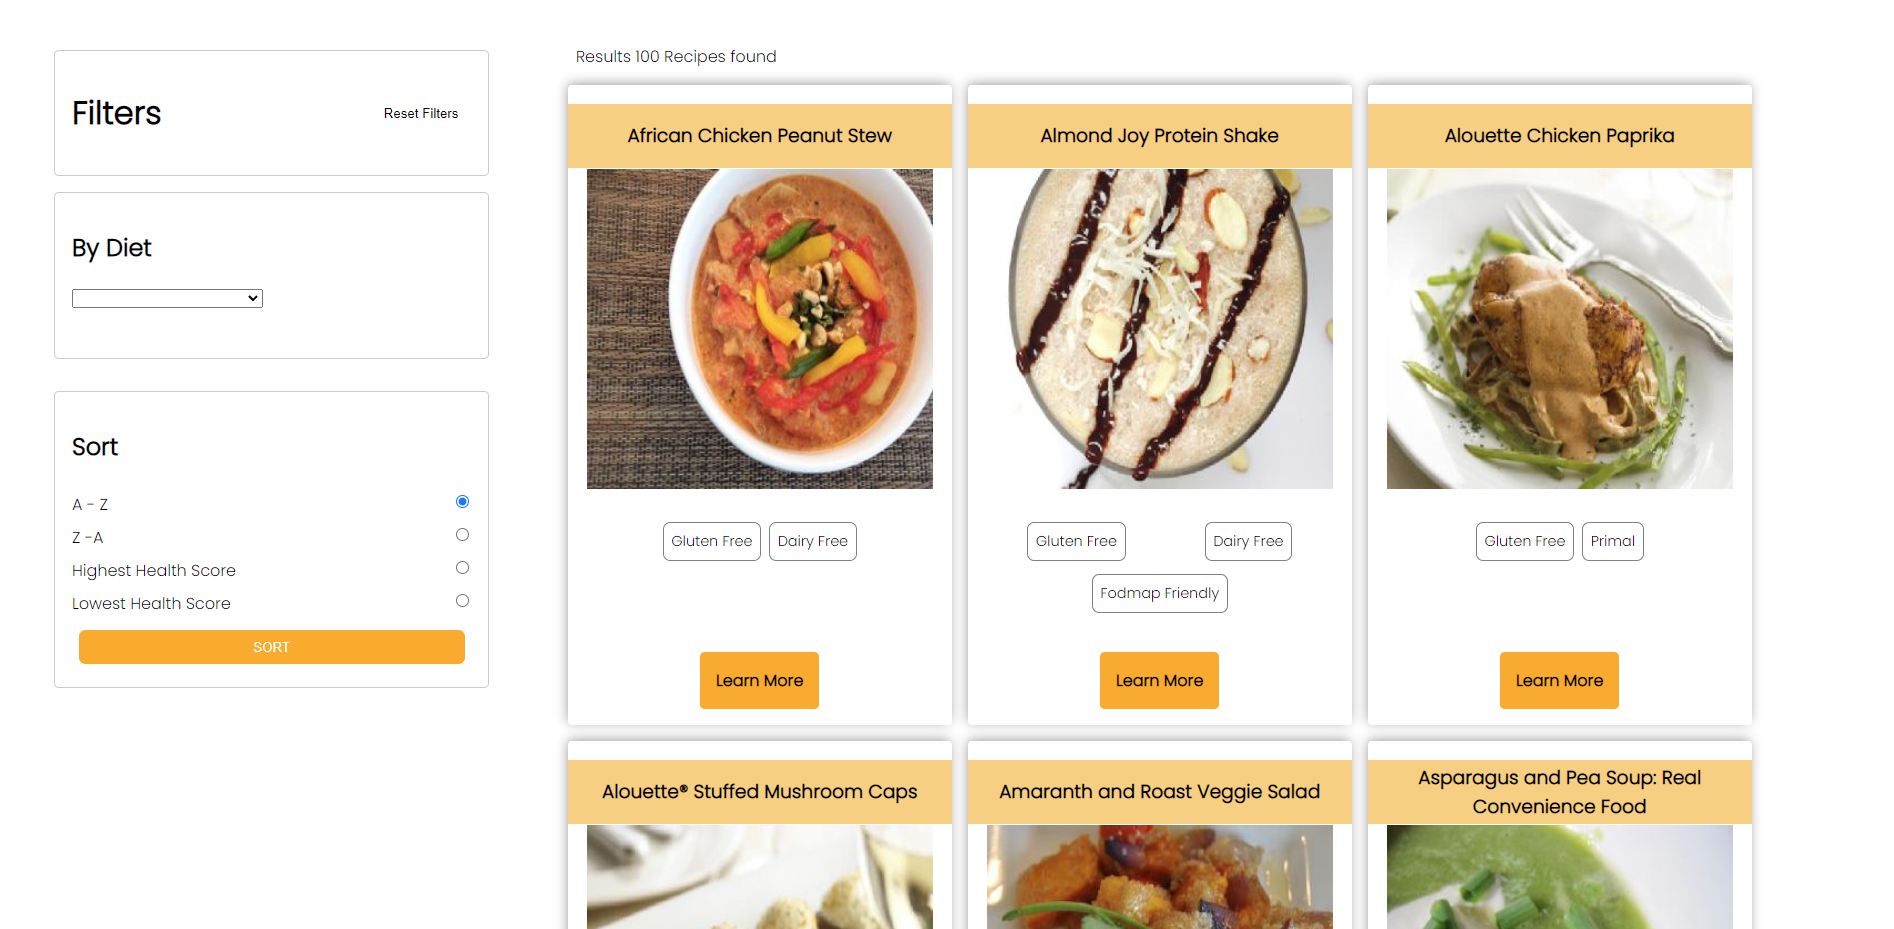 Filters
Reset Filters
By Diet
Sort
A - Z
Z -A
Highest Health Score
Lowest Health Score
SORT
Results 100 Recipes found
African Chicken Peanut Stew
Gluten Free
Dairy Free
Learn More
Almond Joy Protein Shake
Gluten Free
Dairy Free
Fodmap Friendly
Learn More
Alouette Chicken Paprika
Gluten Free
Primal
Learn More
Alouette® Stuffed Mushroom Caps
Amaranth and Roast Veggie Salad
Asparagus and Pea Soup: Real
Convenience Food